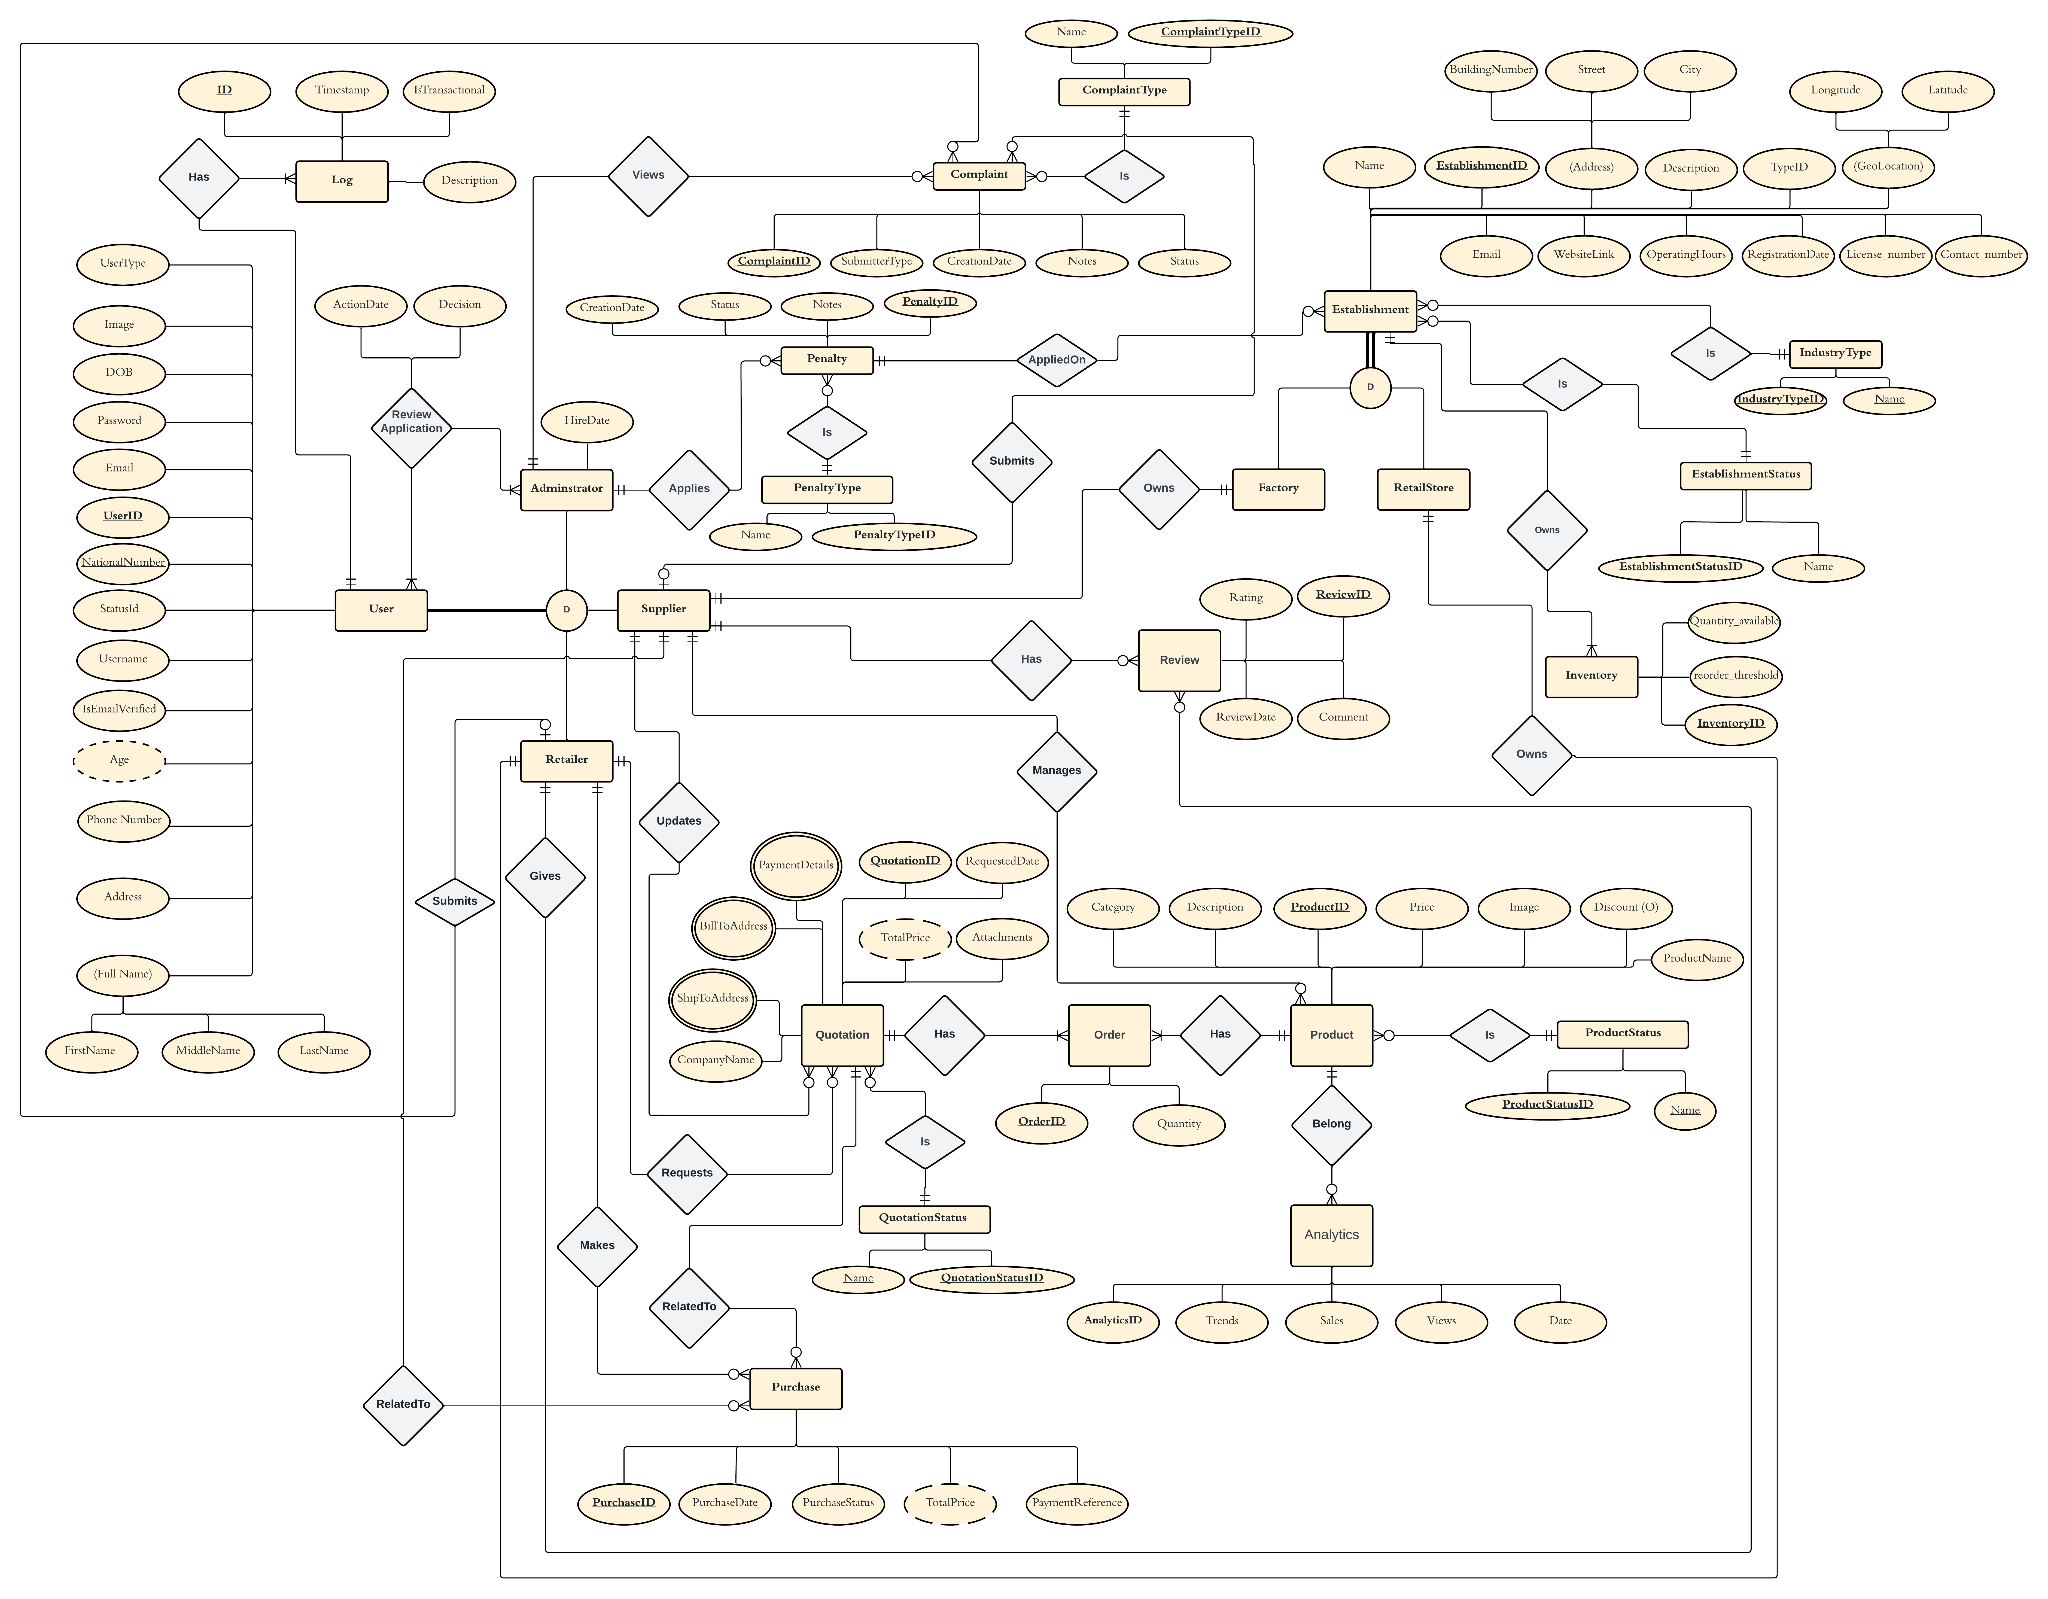 Name
ComplaintTypeID
ComplaintType
ID
Timestamp
IsTransactional
Has
Log
Description
Views
Complaint
Is
ComplaintID
SubmitterType
CreationDate
Notes
Status
BuildingNumber
Street
City
Longitude
Latitude
Name
EstablishmentID
(Address)
Description
TypeID
(GeoLocation)
Email
WebsiteLink
OperatingHours
RegistrationDate
License_number
Contact_number
Establishment
D
Is
IndustryType
IndustryTypeID
Name
Is
EstablishmentStatus
EstablishmentStatusID
Name
UserType
Image
DOB
Password
Email
UserID
NationalNumber
StatusId
Username
IsEmailVerified
Age
Phone Number
Address
(Full Name)
FirstName
MiddleName
LastName
ActionDate
Decision
Review
Application
HireDate
Adminstrator
Applies
CreationDate
Status
Notes
PenaltyID
Penalty
AppliedOn
Is
PenaltyType
Name
PenaltyTypeID
Submits
Owns
Factory
RetailStore
Owns
User
D
Supplier
Has
Rating
ReviewID
Review
ReviewDate
Comment
Inventory
Quantity_available
reorder_threshold
InventoryID
Owns
Retailer
Manages
Updates
Gives
Submits
PaymentDetails
QuotationID
RequestedDate
BillToAddress
TotalPrice
Attachments
ShipToAddress
CompanyName
Quotation
Has
Order
Has
Product
Is
ProductStatus
ProductStatusID
Name
Category
Description
ProductID
Price
Image
Discount (O)
ProductName
OrderID
Quantity
Belong
Is
Requests
QuotationStatus
Name
QuotationStatusID
Makes
Analytics
AnalyticsID
Trends
Sales
Views
Date
RelatedTo
Purchase
RelatedTo
PurchaseID
PurchaseDate
PurchaseStatus
TotalPrice
PaymentReference